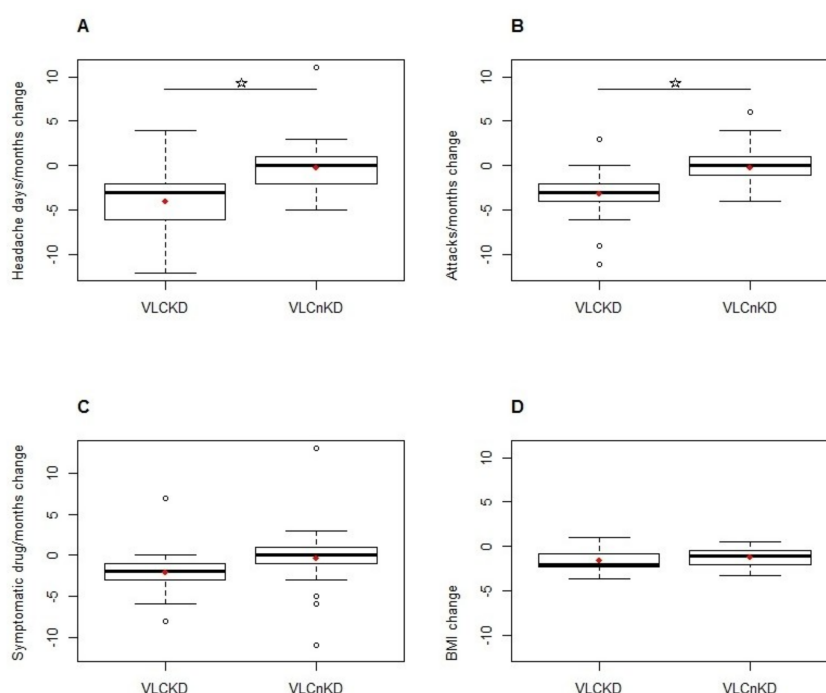 A
Headache days/months change
10
5
0
-5
-10
VLCKD VLCnKD
B
Attacks/months change
10
5
0
-5
-10
VLCKD VLCnKD
C
Symptomatic drug/months change
10
5
0
-5
-10
VLCKD VLCnKD
D
BMI change
10
5
0
-5
-10
VLCKD VLCnKD